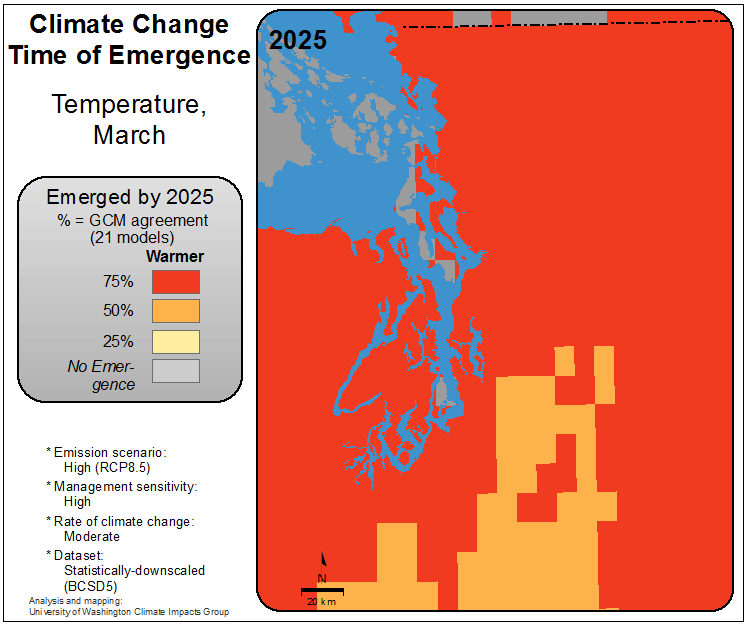 Climate Change
Time of Emergence
Temperature,
March
Emerged by 2025
% = GCM agreement
(21 models)
Warmer
75%
50%
25%
No Emer-
gence
* Emission scenario:
High (RCP8.5)
* Management sensitivity:
High
* Rate of climate change:
Moderate
* Dataset:
Statistically-downscaled
(BCSD5)
Analysis and mapping:
University of Washington Climate Impacts Group
2025
N
20 km